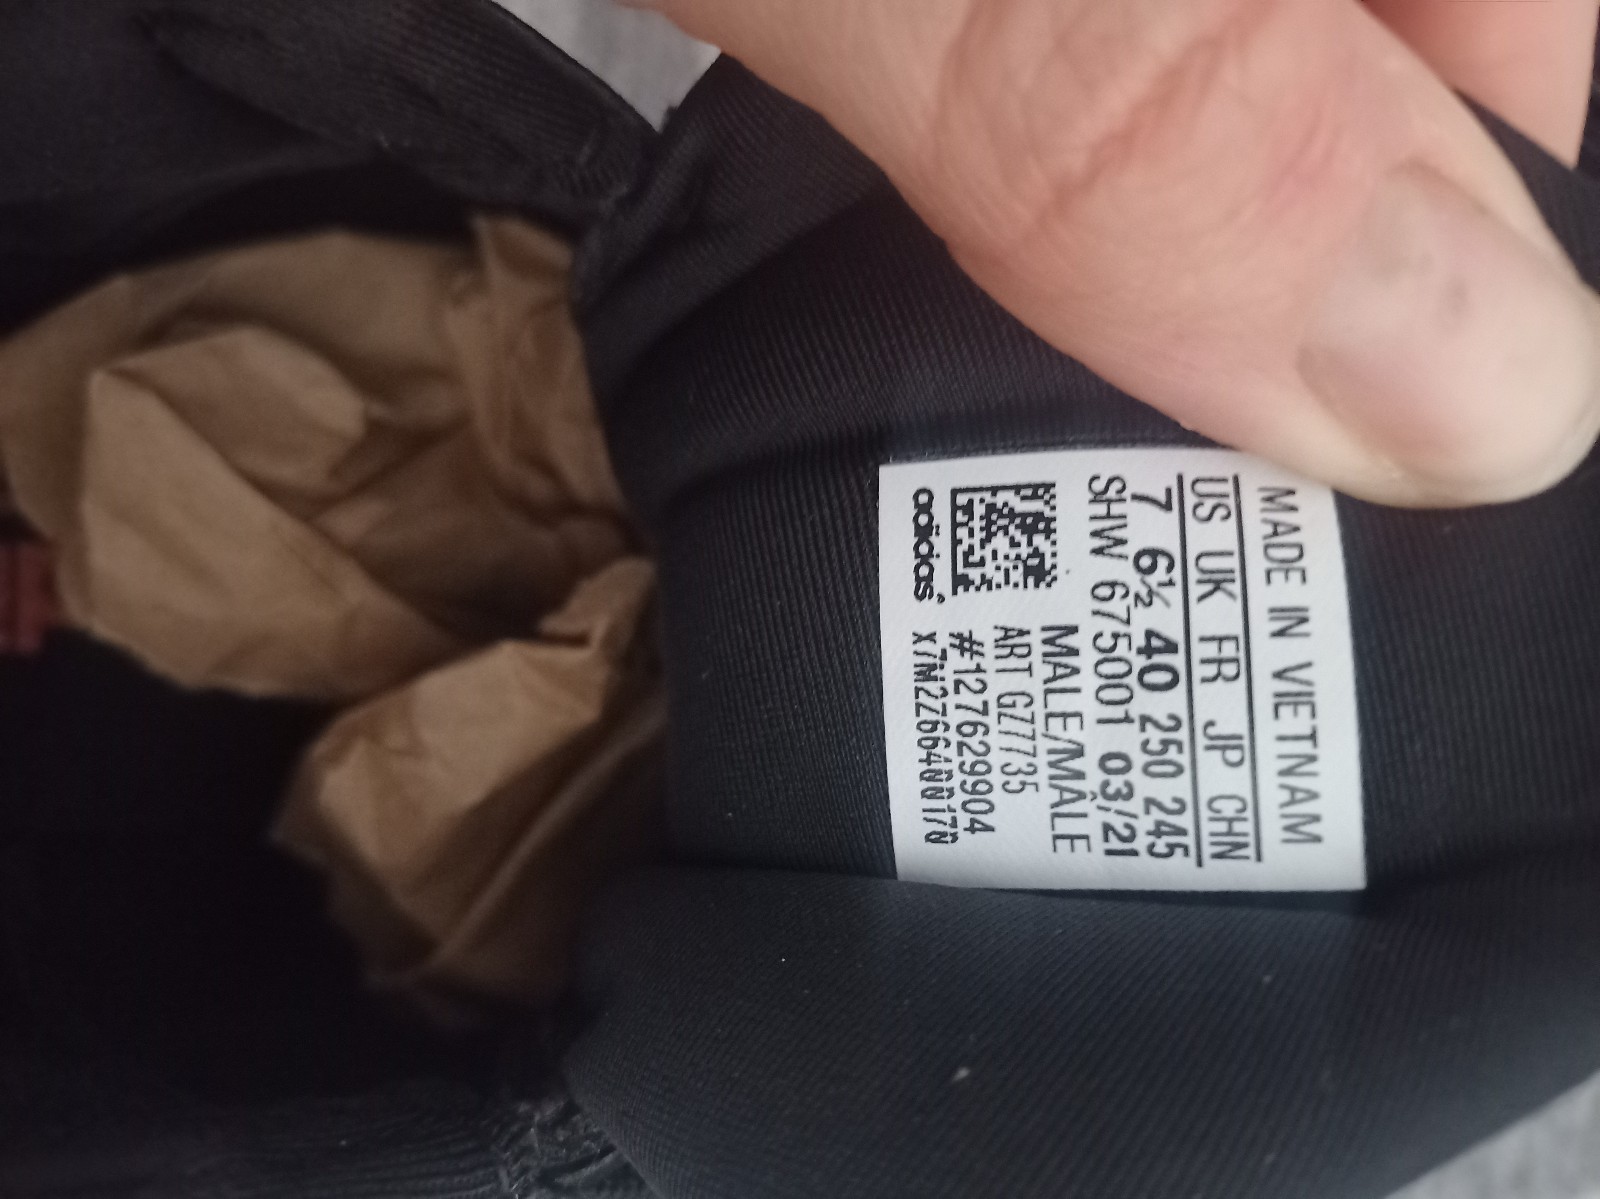 MADE IN VIETNAM
US UK FR JP CHN
7 6½ 40 250 245
SHW 675001 03/21
MALE/MÂLE
ART GZ7735
#127629904
adidas